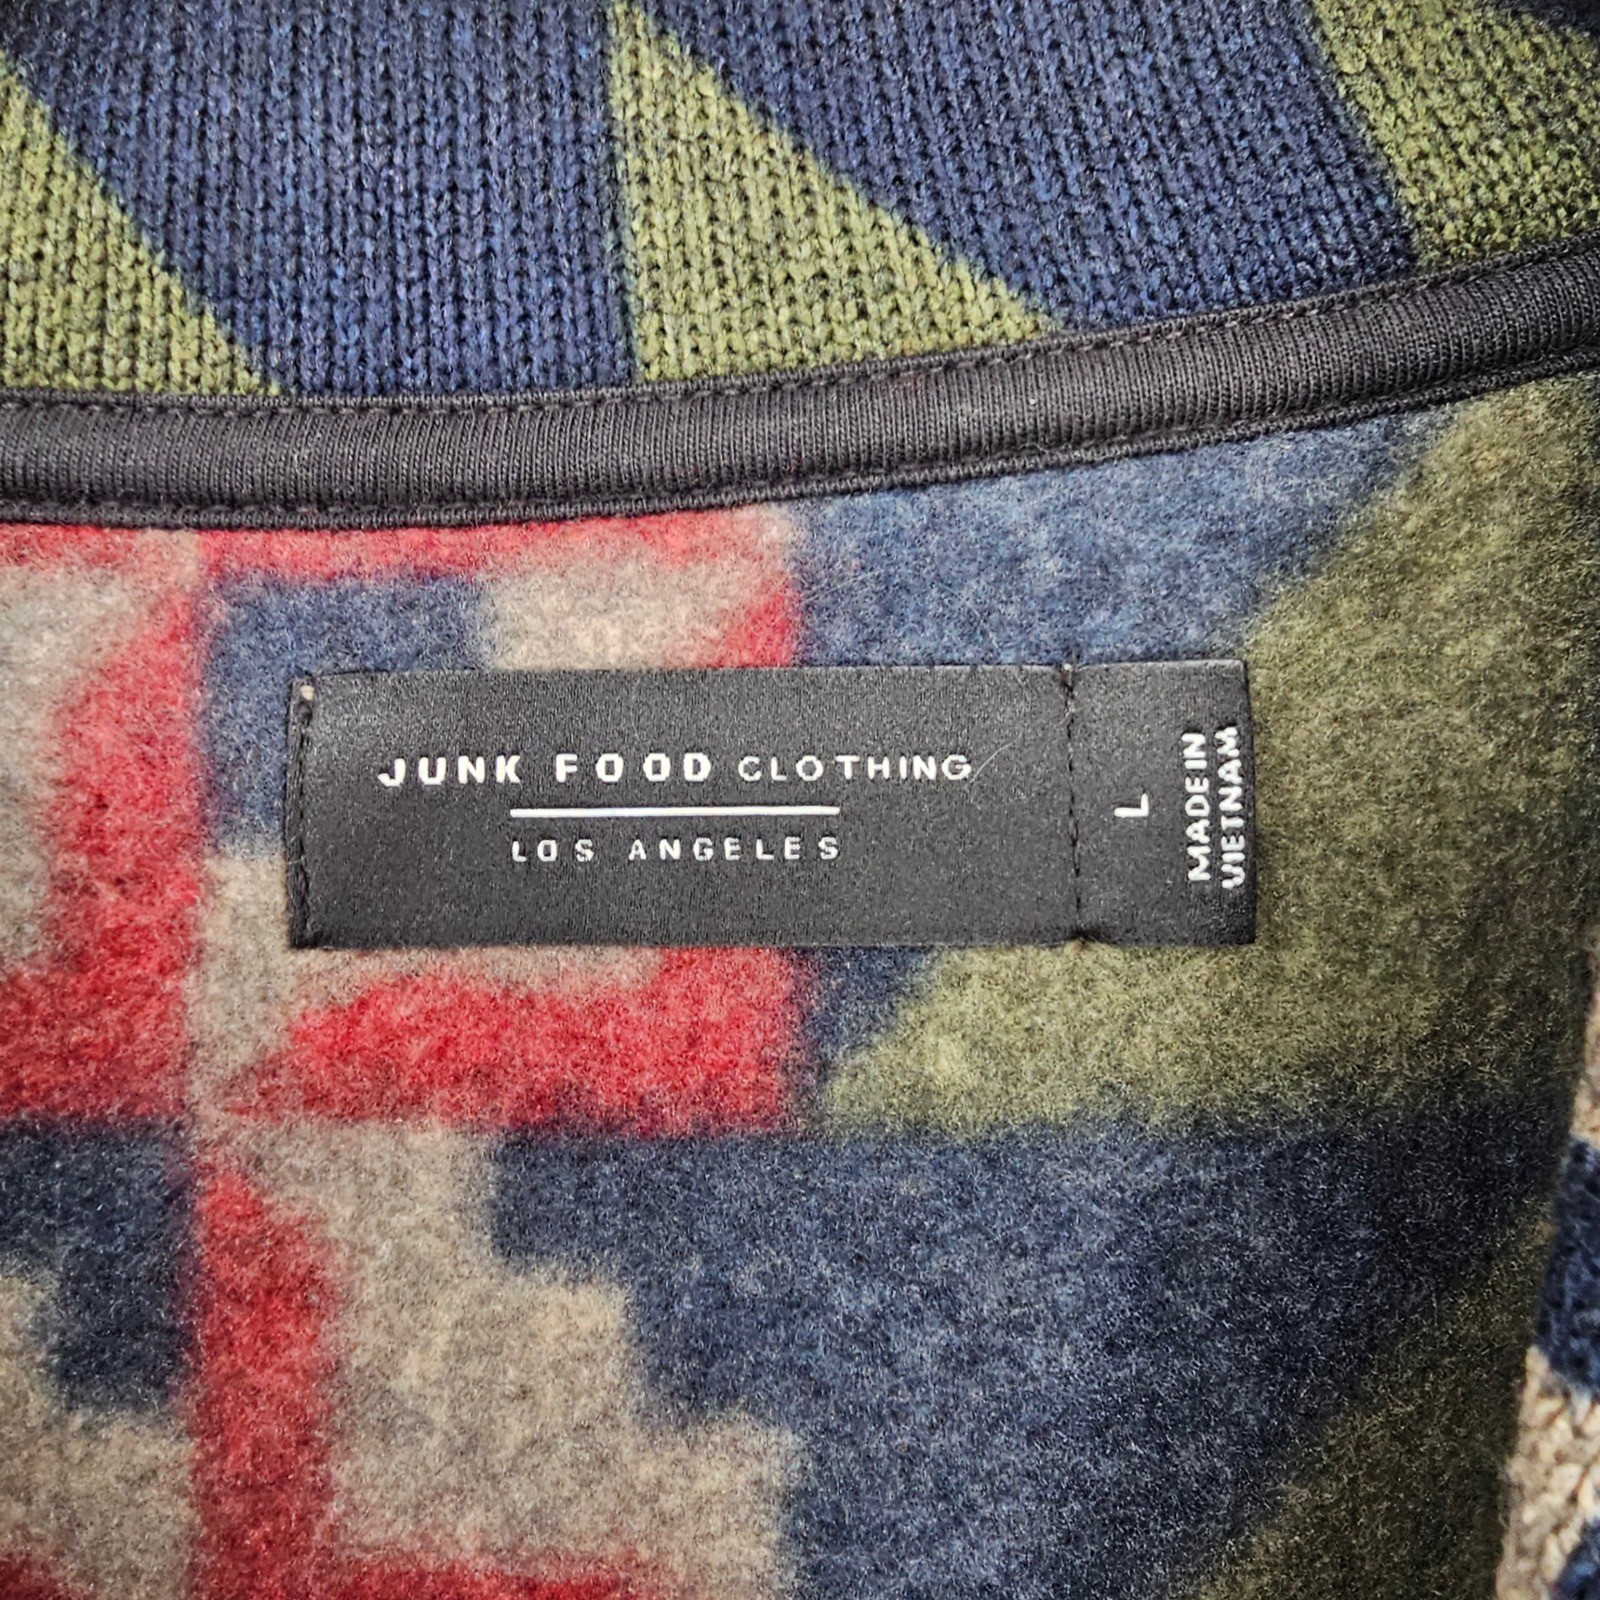 JUNK FOOD CLOTHING
LOS ANGELES
L
MADE IN
VIETNAM